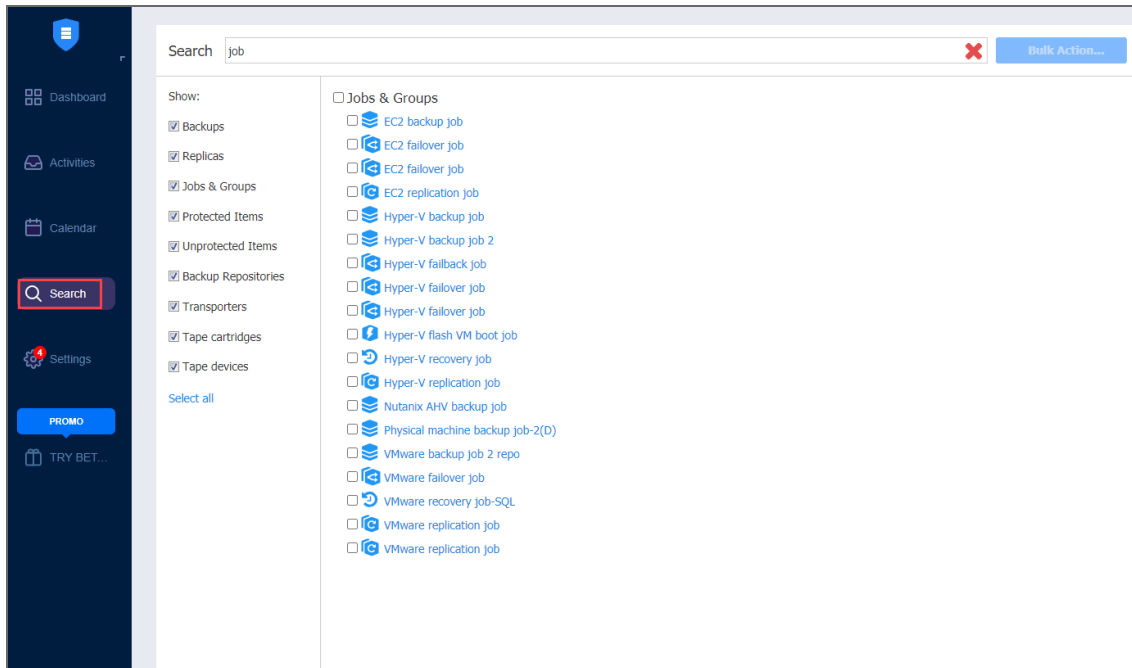 Search job Bulk Action...
Dashboard
Activities
Calendar
Search
4
Settings
PROMO
TRY BET...
Show:
Backups
Replicas
Jobs & Groups
Protected Items
Unprotected Items
Backup Repositories
Transporters
Tape cartridges
Tape devices
Select all
Jobs & Groups
EC2 backup job
EC2 failover job
EC2 failover job
EC2 replication job
Hyper-V backup job
Hyper-V backup job 2
Hyper-V failback job
Hyper-V failover job
Hyper-V failover job
Hyper-V flash VM boot job
Hyper-V recovery job
Hyper-V replication job
Nutanix AHV backup job
Physical machine backup job-2(D)
VMware backup job 2 repo
VMware failover job
VMware recovery job-SQL
VMware replication job
VMware replication job